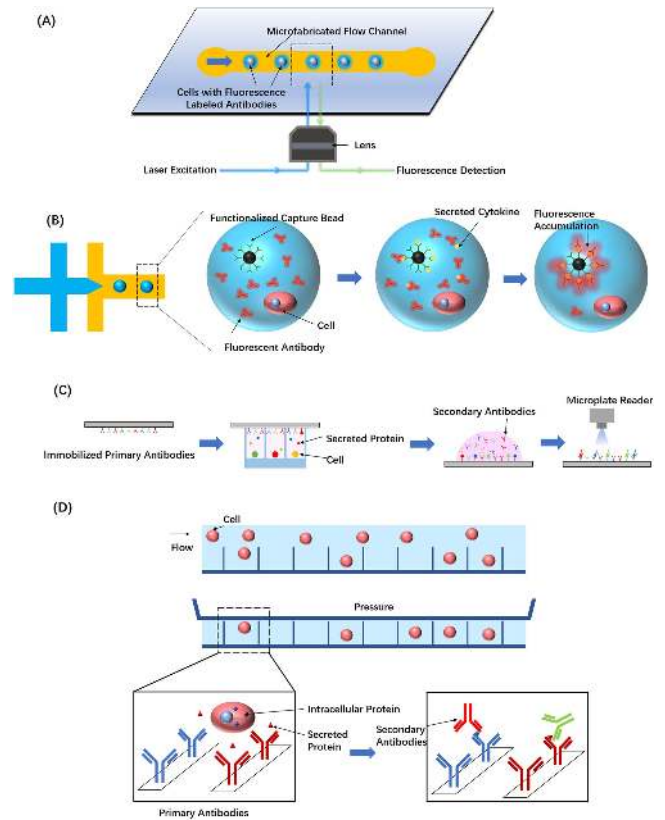 (A)
Microfabricated Flow Channel
Cells with Fluorescence
Labeled Antibodies
Lens
Laser Excitation
Fluorescence Detection
(B)
Functionalized Capture Bead
Secreted Cytokine
Fluorescence
Accumulation
Cell
Fluorescent Antibody
(C)
Immobilized Primary Antibodies
Secreted Protein
Cell
Secondary Antibodies
Microplate Reader
(D)
Cell
Flow
Pressure
Intracellular Protein
Secreted
Protein
Secondary
Antibodies
Primary Antibodies